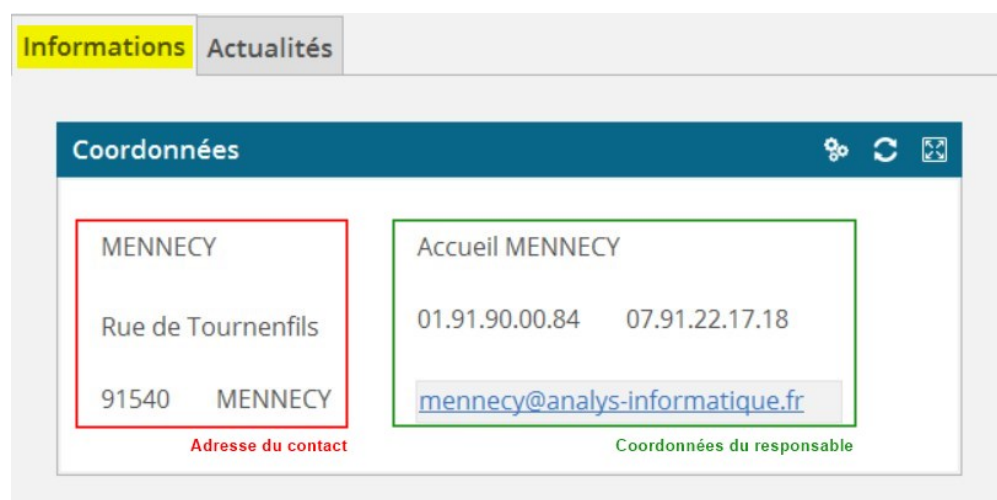 Informations Actualités
Coordonnées
MENNECY
Rue de Tournenfils
91540 MENNECY
Adresse du contact
Accueil MENNECY
01.91.90.00.84 07.91.22.17.18
mennecy@analys-informatique.fr
Coordonnées du responsable